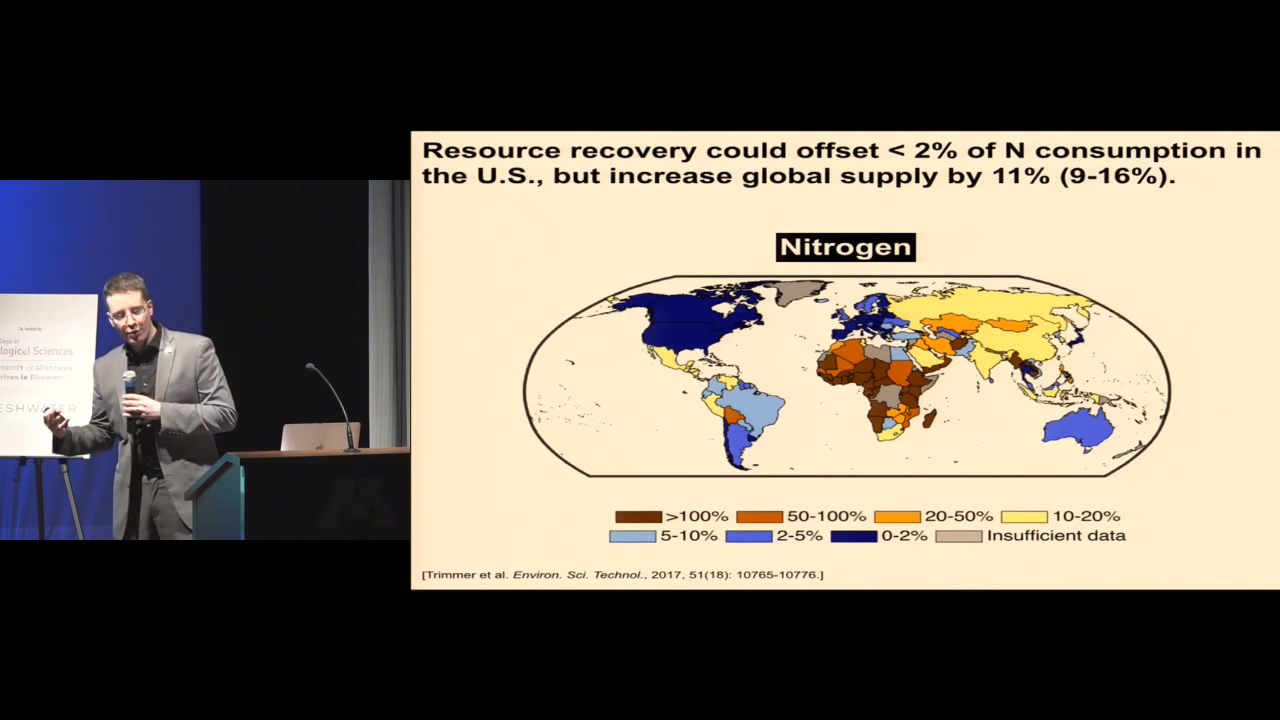 Resource recovery could offset < 2% of N consumption in
the U.S., but increase global supply by 11% (9-16%).
Nitrogen
>100% 50-100% 20-50% 10-20%
5-10% 2-5% 0-2% Insufficient data
[Trimmer et al. Environ. Sci. Technol., 2017, 51(18): 10765-10776.]
ological Sciences
M